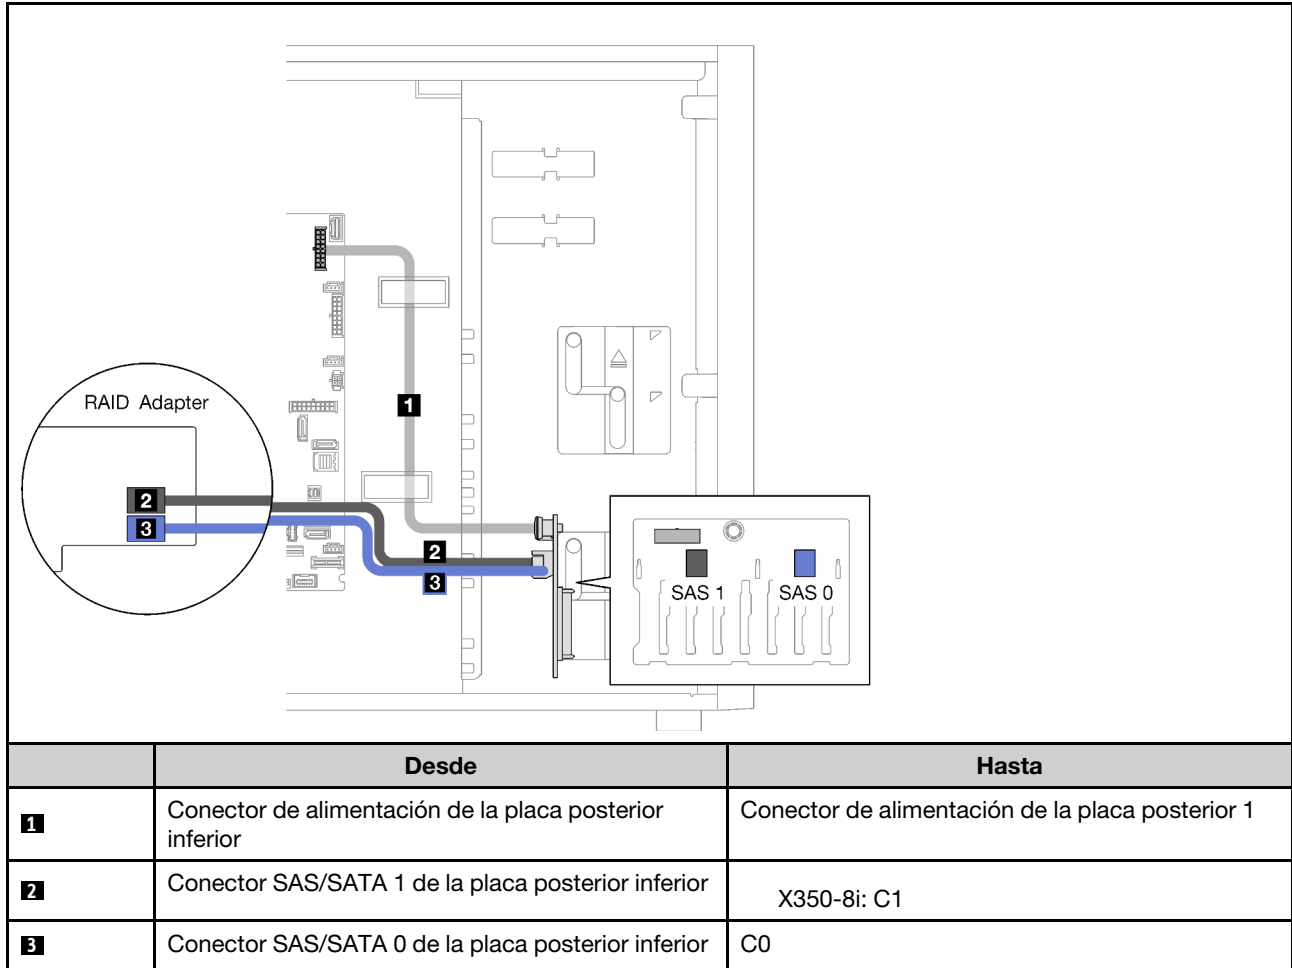 1
RAID Adapter
2
3
2
3
SAS 1
SAS 0
Desde
Hasta
1
Conector de alimentación de la placa posterior
inferior
Conector de alimentación de la placa posterior 1
2
Conector SAS/SATA 1 de la placa posterior inferior
X350-8i: C1
3
Conector SAS/SATA 0 de la placa posterior inferior
C0